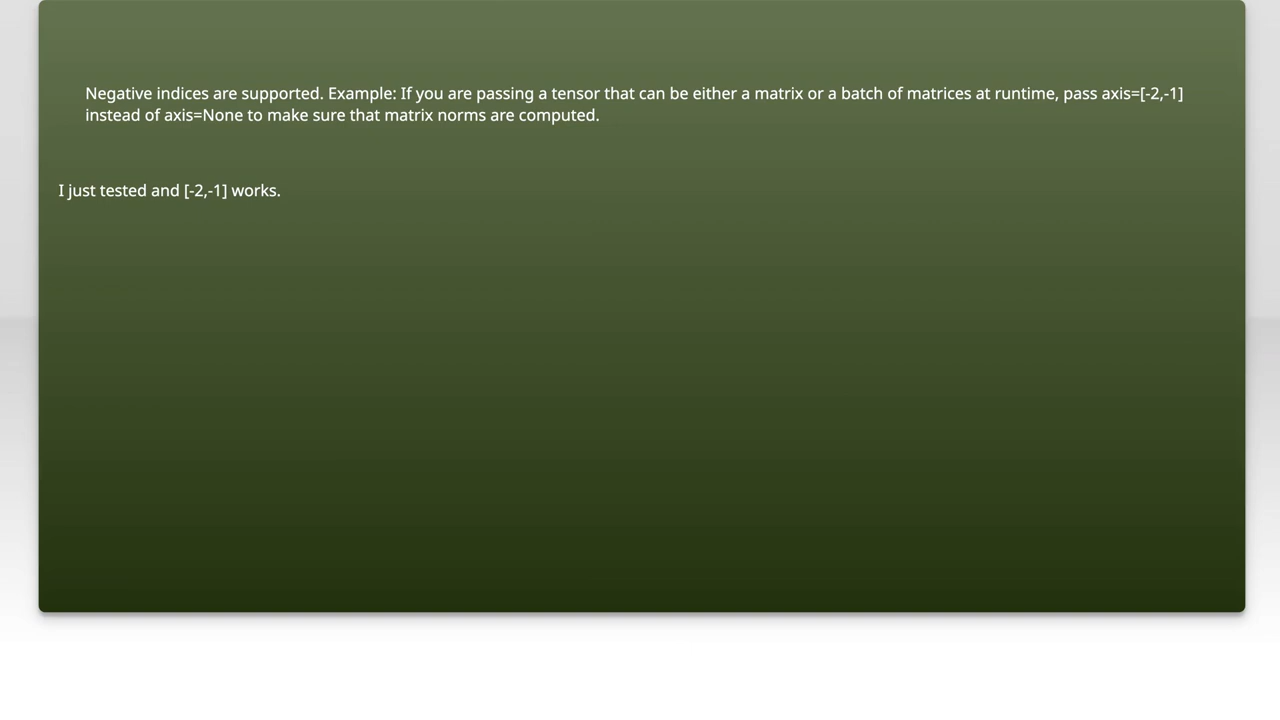 Negative indices are supported. Example: If you are passing a tensor that can be either a matrix or a batch of matrices at runtime, pass axis=[-2,-1]
instead of axis=None to make sure that matrix norms are computed.
I just tested and [-2,-1] works.